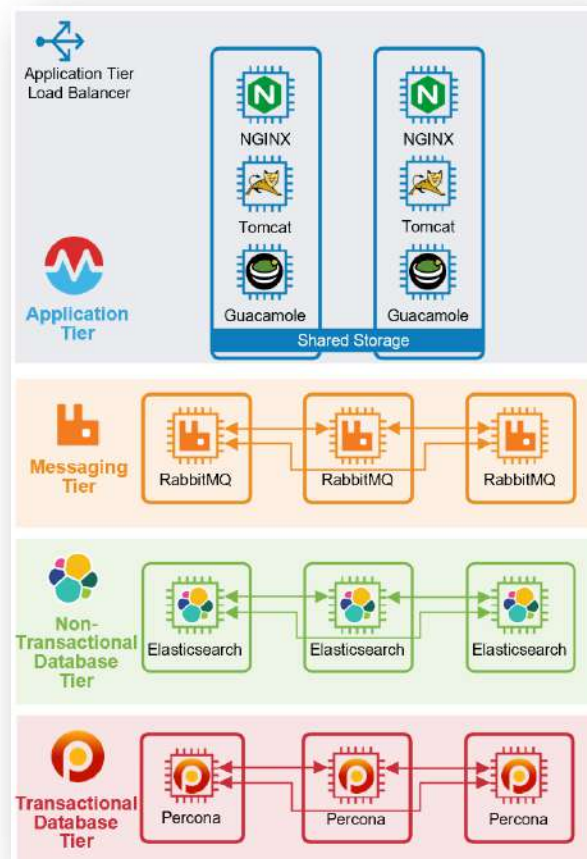 Application Tier
Load Balancer
NGINX
NGINX
Tomcat
Tomcat
Guacamole
Guacamole
Application
Tier
Shared Storage
Messaging
Tier
RabbitMQ
RabbitMQ
RabbitMQ
Non-
Transactional
Database
Tier
Elasticsearch
Elasticsearch
Elasticsearch
Transactional
Database
Tier
Percona
Percona
Percona